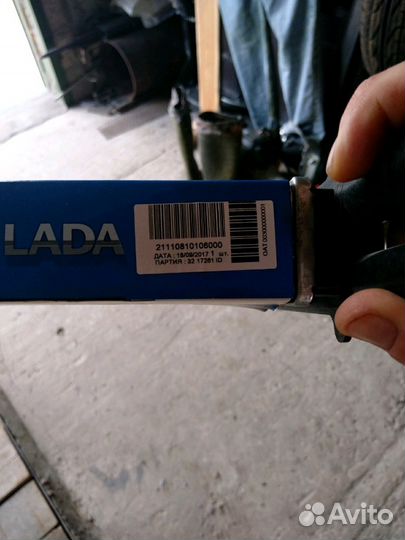 LADA
21110810106000
ДАТА : 18/09/2017 1 шт.
ПАРТИЯ : 32 17261 ID
Avito